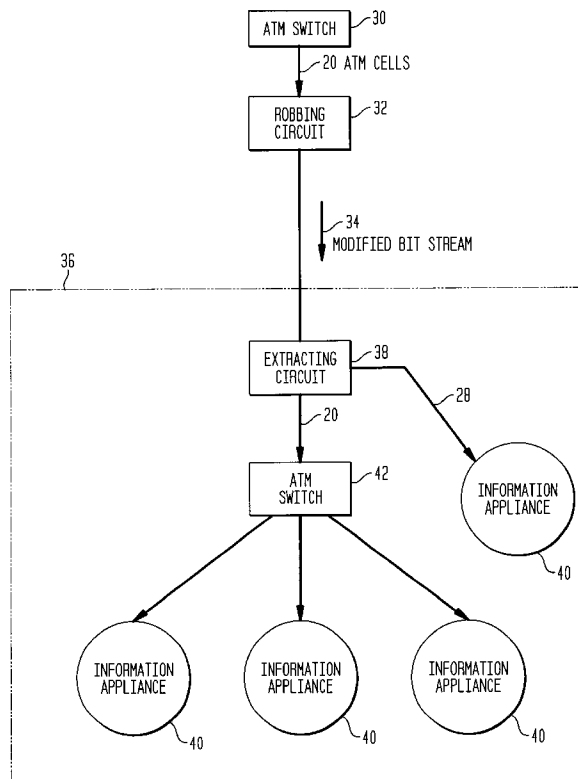 ATM SWITCH
30
20 ATM CELLS
ROBBING
CIRCUIT
32
34
MODIFIED BIT STREAM
36
EXTRACTING
CIRCUIT
38
20
28
ATM
SWITCH
42
INFORMATION
APPLIANCE
40
INFORMATION
APPLIANCE
40
INFORMATION
APPLIANCE
40
INFORMATION
APPLIANCE
40